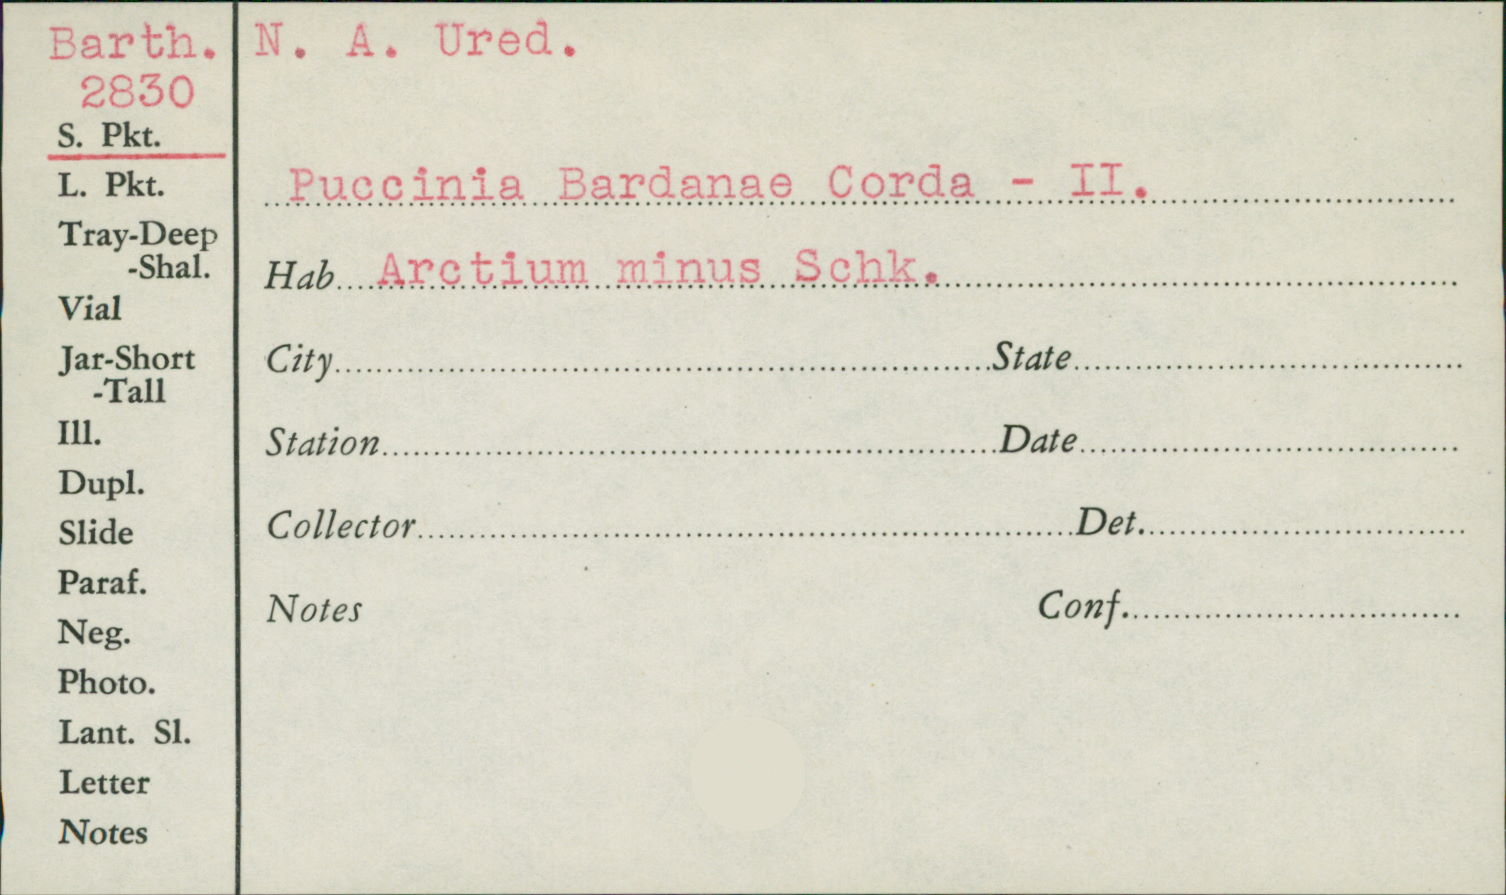 Barth.
2830
S. Pkt.
L. Pkt.
Tray-Deep
-Shal.
Vial
Jar-Short
-Tall
Ill.
Dupl.
Slide
Paraf.
Neg.
Photo.
Lant. Sl.
Letter
Notes
N. A. Ured.
Puccinia Bardanae Corda - II.
Hab. Arctium minus Schk.
City State
Station Date
Collector Det.
Notes Conf.